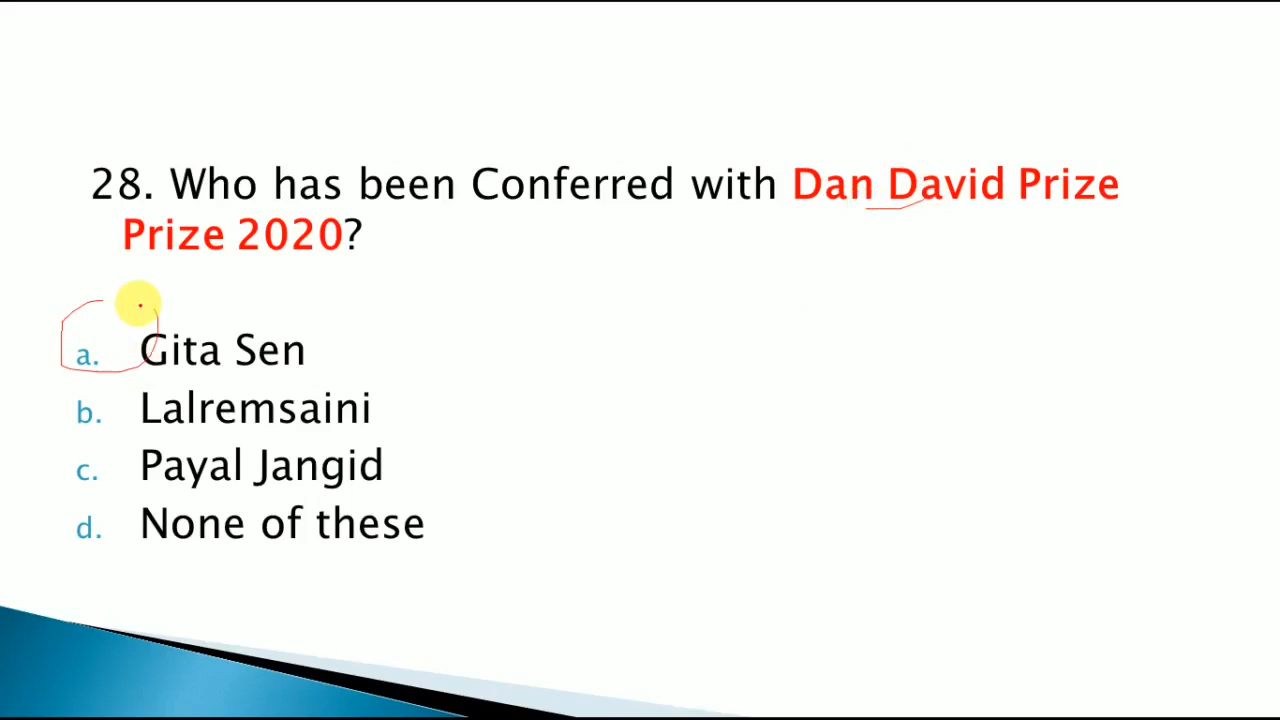 28. Who has been Conferred with Dan David Prize
Prize 2020?
a. Gita Sen
b. Lalremsaini
c. Payal Jangid
d. None of these